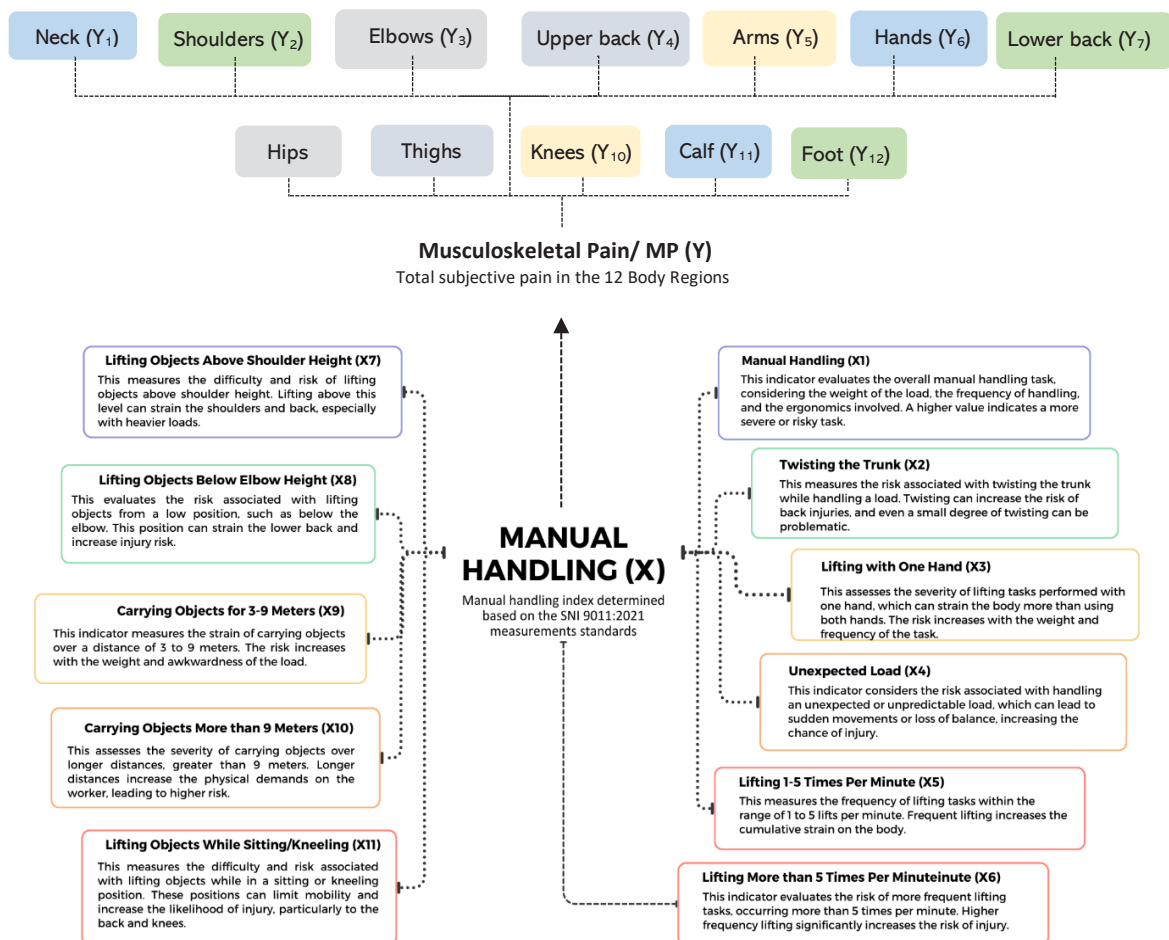 Neck (Y₁)
Shoulders (Y₂)
Elbows (Y₃)
Upper back (Y₄)
Arms (Y₅)
Hands (Y₆)
Lower back (Y₇)
Hips
Thighs
Knees (Y₁₀)
Calf (Y₁₁)
Foot (Y₁₂)
Musculoskeletal Pain/ MP (Y)
Total subjective pain in the 12 Body Regions
Lifting Objects Above Shoulder Height (X7)
This measures the difficulty and risk of lifting
objects above shoulder height. Lifting above this
level can strain the shoulders and back, especially
with heavier loads.
Lifting Objects Below Elbow Height (X8)
This evaluates the risk associated with lifting
objects from a low position, such as below the
elbow. This position can strain the lower back and
increase injury risk.
Carrying Objects for 3-9 Meters (X9)
This indicator measures the strain of carrying objects
over a distance of 3 to 9 meters. The risk increases
with the weight and awkwardness of the load.
Carrying Objects More than 9 Meters (X10)
This assesses the severity of carrying objects over
longer distances, greater than 9 meters. Longer
distances increase the physical demands on the
worker, leading to higher risk.
Lifting Objects While Sitting/Kneeling (X11)
This measures the difficulty and risk associated
with lifting objects while in a sitting or kneeling
position. These positions can limit mobility and
increase the likelihood of injury, particularly to the
back and knees.
MANUAL
HANDLING (X)
Manual handling index determined
based on the SNI 9011:2021
measurements standards
Manual Handling (X1)
This indicator evaluates the overall manual handling task,
considering the weight of the load, the frequency of handling,
and the ergonomics involved. A higher value indicates a more
severe or risky task.
Twisting the Trunk (X2)
This measures the risk associated with twisting the trunk
while handling a load. Twisting can increase the risk of
back injuries, and even a small degree of twisting can be
problematic.
Lifting with One Hand (X3)
This assesses the severity of lifting tasks performed with
one hand, which can strain the body more than using
both hands. The risk increases with the weight and
frequency of the task.
Unexpected Load (X4)
This indicator considers the risk associated with handling
an unexpected or unpredictable load, which can lead to
sudden movements or loss of balance, increasing the
chance of injury.
Lifting 1-5 Times Per Minute (X5)
This measures the frequency of lifting tasks within the
range of 1 to 5 lifts per minute. Frequent lifting increases the
cumulative strain on the body.
Lifting More than 5 Times Per Minuteinute (X6)
This indicator evaluates the risk of more frequent lifting
tasks, occurring more than 5 times per minute. Higher
frequency lifting significantly increases the risk of injury.